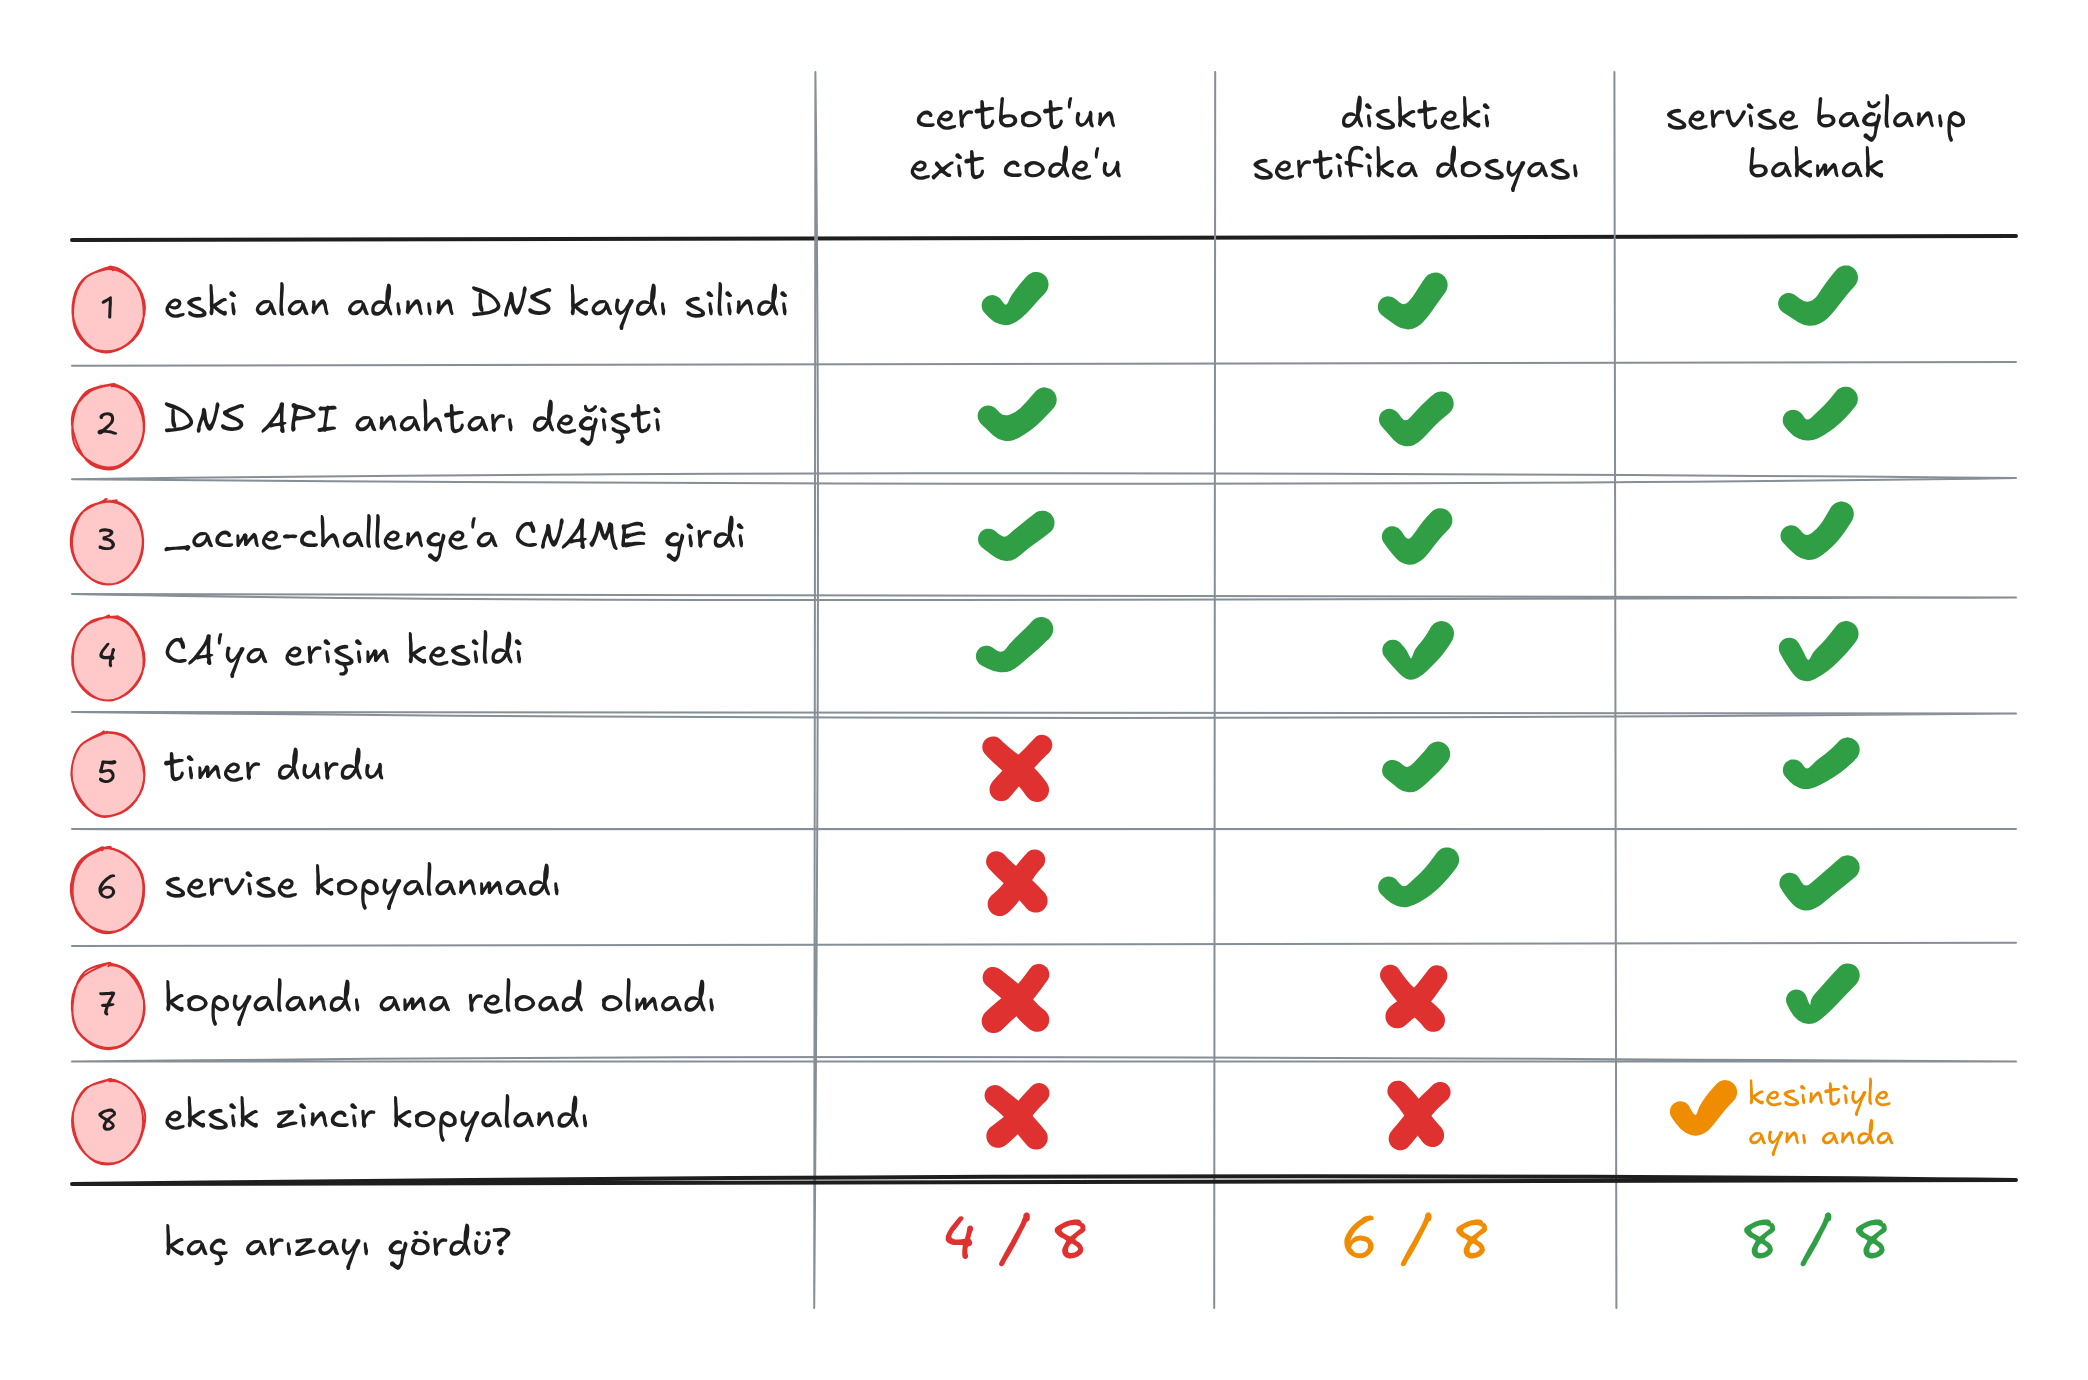 certbot'un
exit code'u
diskteki
sertifika dosyası
servise bağlanıp
bakmak
1 eski alan adının DNS kaydı silindi
2 DNS API anahtarı değişti
3 _acme-challenge'a CNAME girdi
4 CA'ya erişim kesildi
5 timer durdu
6 servise kopyalanmadı
7 kopyalandı ama reload olmadı
8 eksik zincir kopyalandı
kesintiyle
aynı anda
kaç arızayı gördü? 4 / 8 6 / 8 8 / 8